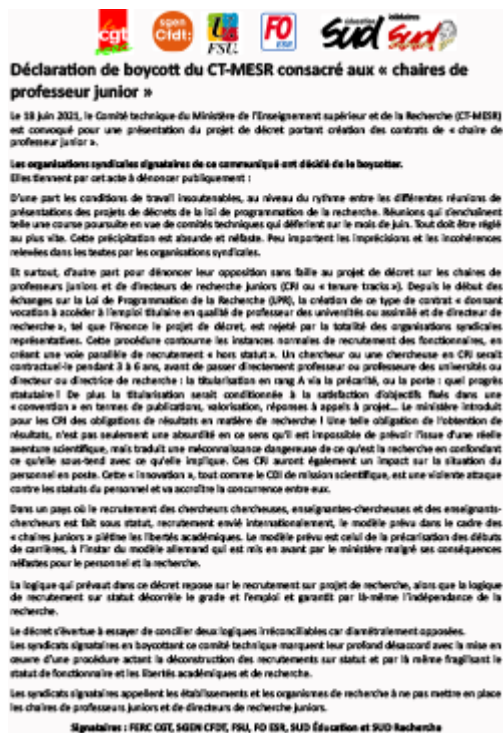 cgt
sgen
Cfdt:
FSU
FO
ESR
éducation
Sud
Sud
Déclaration de boycott du CT-MESR consacré aux « chaires de
professeur junior »
Le 18 juin 2021, le Comité technique du Ministère de l'Enseignement supérieur et de la Recherche (CT-MESR)
est convoqué pour une présentation du projet de décret portant création des contrats de « chaire de
professeur junior ».
Les organisations syndicales signataires de ce communiqué ont décidé de le boycotter.
Elles tiennent par cet acte à dénoncer publiquement :
D'une part les conditions de travail insoutenables, au niveau du rythme entre les différentes réunions de
présentations des projets de décrets de la loi de programmation de la recherche. Réunions qui s'enchaînent
telle une course poursuite en vue de comités techniques qui déferlent sur le mois de juin. Tout doit être réglé
au plus vite. Cette précipitation est absurde et néfaste. Peu importent les imprécisions et les incohérences
relevées dans les textes par les organisations syndicales.
Et surtout, d'autre part pour dénoncer leur opposition sans faille au projet de décret sur les chaires de
professeurs juniors et de directeurs de recherche juniors (CPJ ou « tenure tracks »). Depuis le début des
échanges sur la Loi de Programmation de la Recherche (LPR), la création de ce type de contrat « donnant
vocation à accéder à l'emploi titulaire en qualité de professeur des universités ou assimilé et de directeur de
recherche », tel que l'énonce le projet de décret, est rejeté par la totalité des organisations syndicales
représentatives. Cette procédure contourne les instances normales de recrutement des fonctionnaires, en
créant une voie parallèle de recrutement « hors statut ». Un chercheur ou une chercheuse en CPJ serait
contractuel·le pendant 3 à 6 ans, avant de passer directement professeur ou professeure des universités ou
directeur ou directrice de recherche : la titularisation en rang A via la précarité, ou la porte : quel progrès
statutaire ! De plus la titularisation serait conditionnée à la satisfaction d'objectifs fixés dans une
« convention » en termes de publications, valorisation, réponses à appels à projet... Le ministère introduit
pour les CPJ des obligations de résultats en matière de recherche ! Une telle obligation de l'obtention de
résultats, n'est pas seulement une absurdité en ce sens qu'il est impossible de prévoir l'issue d'une réelle
aventure scientifique, mais traduit une méconnaissance dangereuse de ce qu'est la recherche en confondant
ce qu'elle sous-tend avec ce qu'elle implique. Ces CPJ auront également un impact sur la situation du
personnel en poste. Cette « innovation », tout comme le CDI de mission scientifique, est une violente attaque
contre les statuts du personnel et va accroître la concurrence entre eux.
Dans un pays où le recrutement des chercheurs chercheuses, enseignantes-chercheuses et des enseignants-
chercheurs est fait sous statut, recrutement envié internationalement, le modèle prévu dans le cadre des
« chaires juniors » piétine les libertés académiques. Le modèle prévu est celui de la précarisation des débuts
de carrières, à l'instar du modèle allemand qui est mis en avant par le ministère malgré ses conséquences
néfastes pour le personnel et la recherche.
La logique qui prévaut dans ce décret repose sur le recrutement sur projet de recherche, alors que la logique
de recrutement sur statut décorrèle le grade et l'emploi et garantit par là-même l'indépendance de la
recherche.
Le décret s'évertue à essayer de concilier deux logiques irréconciliables car diamétralement opposées.
Les syndicats signataires en boycottant ce comité technique marquent leur profond désaccord avec la mise en
œuvre d'une procédure actant la déconstruction des recrutements sur statut et par là même fragilisant le
statut de fonctionnaire et les libertés académiques et de recherche.
Les syndicats signataires appellent les établissements et les organismes de recherche à ne pas mettre en place
les chaires de professeurs juniors et de directeurs de recherche juniors.
Signataires : FERC CGT, SGEN CFDT, FSU, FO ESR, SUD Éducation et SUD Recherche